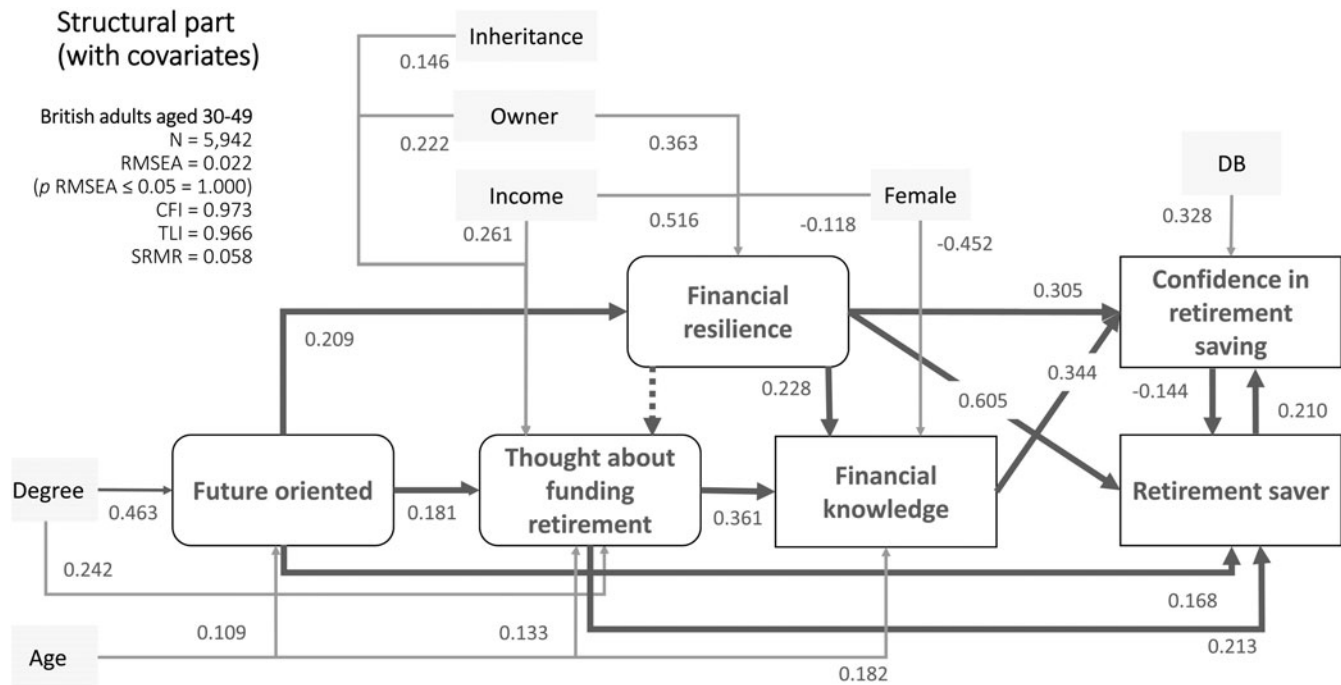 Structural part
(with covariates)
British adults aged 30-49
N = 5,942
RMSEA = 0.022
(p RMSEA ≤ 0.05 = 1.000)
CFI = 0.973
TLI = 0.966
SRMR = 0.058
Inheritance
0.146
Owner
0.222
0.363
Income
Female
DB
0.261
0.516
-0.118
-0.452
0.328
Financial
resilience
0.305
Confidence in
retirement
saving
0.209
0.228
0.605
0.344
-0.144
0.210
Degree
0.463
Future oriented
0.181
Thought about
funding
retirement
0.361
Financial
knowledge
Retirement saver
0.242
0.168
Age
0.109
0.133
0.182
0.213